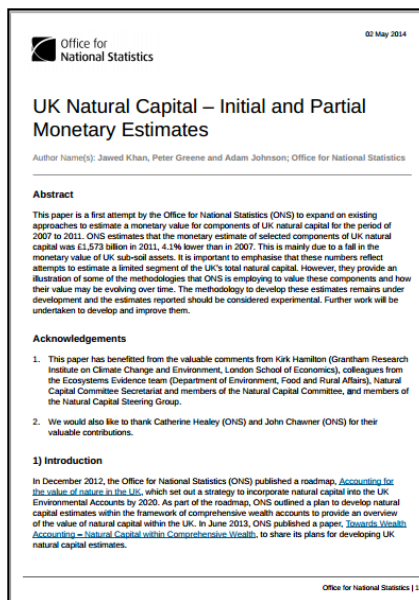 02 May 2014
Office for
National Statistics
UK Natural Capital – Initial and Partial
Monetary Estimates
Author Name(s): Jawed Khan, Peter Greene and Adam Johnson; Office for National Statistics
Abstract
This paper is a first attempt by the Office for National Statistics (ONS) to expand on existing
approaches to estimate a monetary value for components of UK natural capital for the period of
2007 to 2011. ONS estimates that the monetary estimate of selected components of UK natural
capital was £1,573 billion in 2011, 4.1% lower than in 2007. This is mainly due to a fall in the
monetary value of UK sub-soil assets. It is important to emphasise that these numbers reflect
attempts to estimate a limited segment of the UK's total natural capital. However, they provide an
illustration of some of the methodologies that ONS is employing to value these components and how
their value may be evolving over time. The methodology to develop these estimates remains under
development and the estimates reported should be considered experimental. Further work will be
undertaken to develop and improve them.
Acknowledgements
1. This paper has benefitted from the valuable comments from Kirk Hamilton (Grantham Research
Institute on Climate Change and Environment, London School of Economics), colleagues from
the Ecosystems Evidence team (Department of Environment, Food and Rural Affairs), Natural
Capital Committee Secretariat and members of the Natural Capital Committee, and members of
the Natural Capital Steering Group.
2. We would also like to thank Catherine Healey (ONS) and John Chawner (ONS) for their
valuable contributions.
1) Introduction
In December 2012, the Office for National Statistics (ONS) published a roadmap, Accounting for
the value of nature in the UK, which set out a strategy to incorporate natural capital into the UK
Environmental Accounts by 2020. As part of the roadmap, ONS outlined a plan to develop natural
capital estimates within the framework of comprehensive wealth accounts to provide an overview
of the value of natural capital within the UK. In June 2013, ONS published a paper, Towards Wealth
Accounting – Natural Capital within Comprehensive Wealth, to share its plans for developing UK
natural capital estimates.
Office for National Statistics | 1